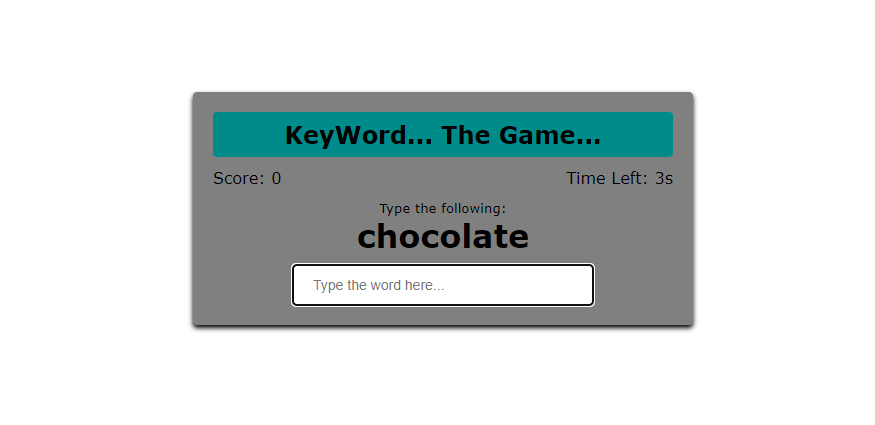 KeyWord... The Game...
Score: 0 Time Left: 3s
Type the following:
chocolate
Type the word here...